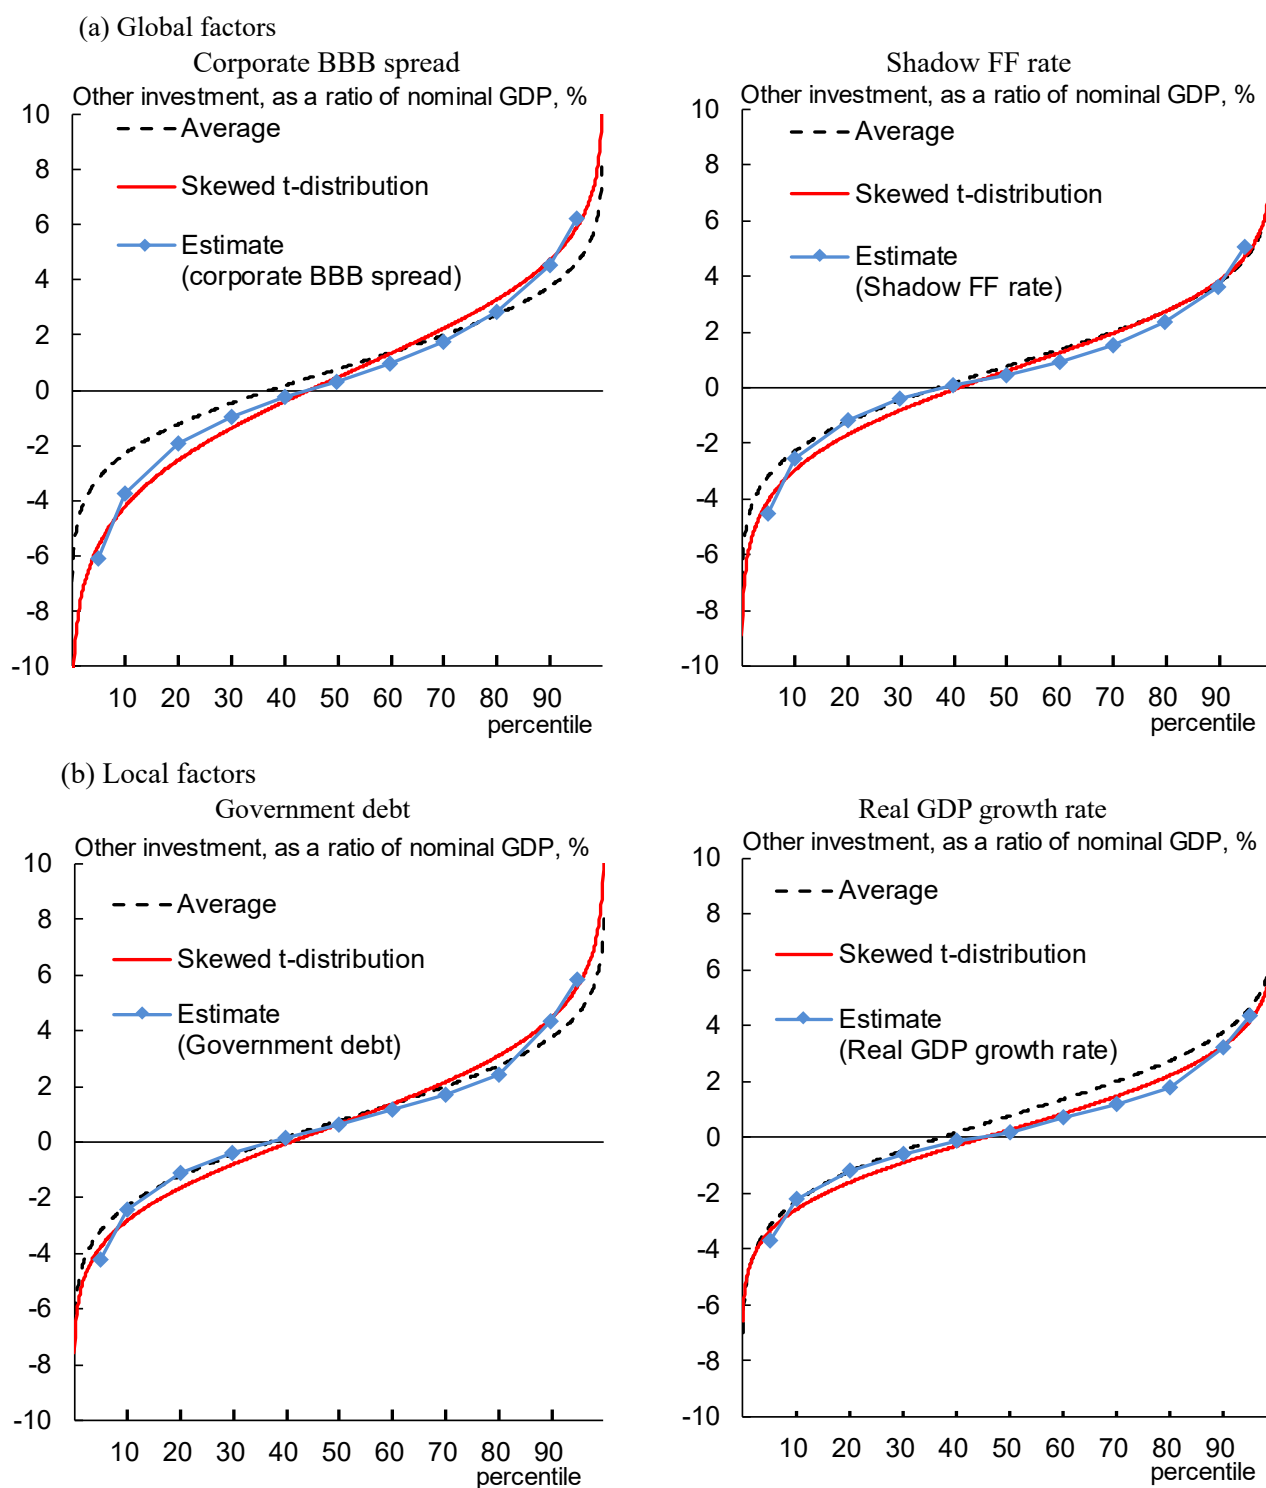 (a) Global factors
Corporate BBB spread
Other investment, as a ratio of nominal GDP, %
10
8
6
4
2
0
-2
-4
-6
-8
-10
Average
Skewed t-distribution
Estimate
(corporate BBB spread)
10 20 30 40 50 60 70 80 90
percentile
Shadow FF rate
Other investment, as a ratio of nominal GDP, %
10
8
6
4
2
0
-2
-4
-6
-8
-10
Average
Skewed t-distribution
Estimate
(Shadow FF rate)
10 20 30 40 50 60 70 80 90
percentile
(b) Local factors
Government debt
Other investment, as a ratio of nominal GDP, %
10
8
6
4
2
0
-2
-4
-6
-8
-10
Average
Skewed t-distribution
Estimate
(Government debt)
10 20 30 40 50 60 70 80 90
percentile
Real GDP growth rate
Other investment, as a ratio of nominal GDP, %
10
8
6
4
2
0
-2
-4
-6
-8
-10
Average
Skewed t-distribution
Estimate
(Real GDP growth rate)
10 20 30 40 50 60 70 80 90
percentile